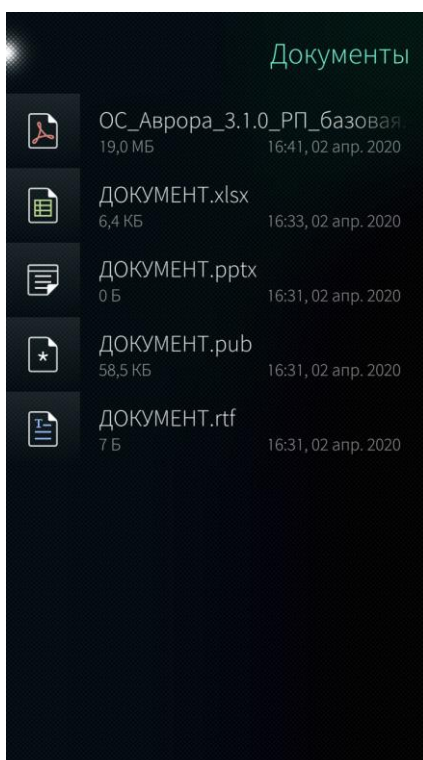 Документы
ОС_Аврора_3.1.0_РП_базовая.
19,0 МБ 16:41, 02 апр. 2020
ДОКУМЕНТ.xlsx
6,4 КБ 16:33, 02 апр. 2020
ДОКУМЕНТ.pptx
0 Б 16:31, 02 апр. 2020
ДОКУМЕНТ.pub
58,5 КБ 16:31, 02 апр. 2020
ДОКУМЕНТ.rtf
7 Б 16:31, 02 апр. 2020